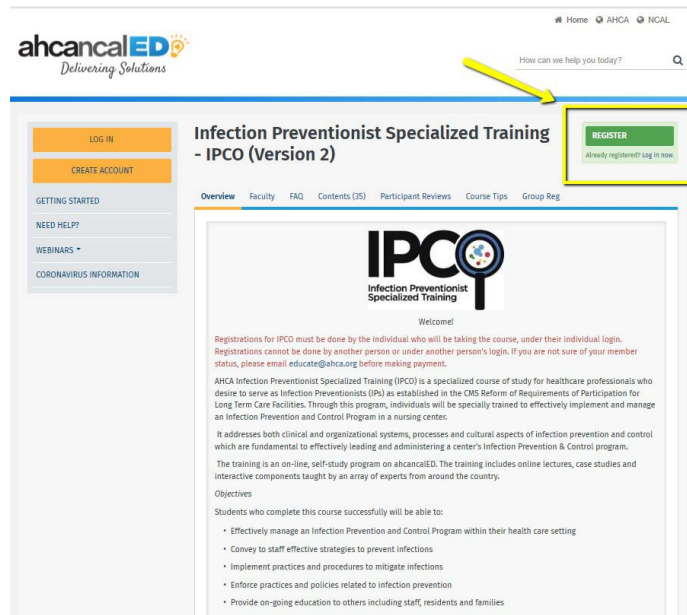 Home AHCA NCAL
ahcancalED
Delivering Solutions
How can we help you today?
LOG IN
CREATE ACCOUNT
GETTING STARTED
NEED HELP?
WEBINARS
CORONAVIRUS INFORMATION
Infection Preventionist Specialized Training
- IPCO (Version 2)
REGISTER
Already registered? Log in now.
Overview Faculty FAQ Contents (35) Participant Reviews Course Tips Group Reg
IPCO
Infection Preventionist
Specialized Training
Welcome!
Registrations for IPCO must be done by the individual who will be taking the course, under their individual login.
Registrations cannot be done by another person or under another person's login. If you are not sure of your member
status, please email educate@ahca.org before making payment.
AHCA Infection Preventionist Specialized Training (IPCO) is a specialized course of study for healthcare professionals who
desire to serve as Infection Preventionists (IPs) as established in the CMS Reform of Requirements of Participation for
Long Term Care Facilities. Through this program, individuals will be specially trained to effectively implement and manage
an Infection Prevention and Control Program in a nursing center.
It addresses both clinical and organizational systems, processes and cultural aspects of infection prevention and control
which are fundamental to effectively leading and administering a center's Infection Prevention & Control program.
The training is an on-line, self-study program on ahcancalED. The training includes online lectures, case studies and
interactive components taught by an array of experts from around the country.
Objectives
Students who complete this course successfully will be able to:
• Effectively manage an Infection Prevention and Control Program within their health care setting
• Convey to staff effective strategies to prevent infections
• Implement practices and procedures to mitigate infections
• Enforce practices and policies related to infection prevention
• Provide on-going education to others including staff, residents and families